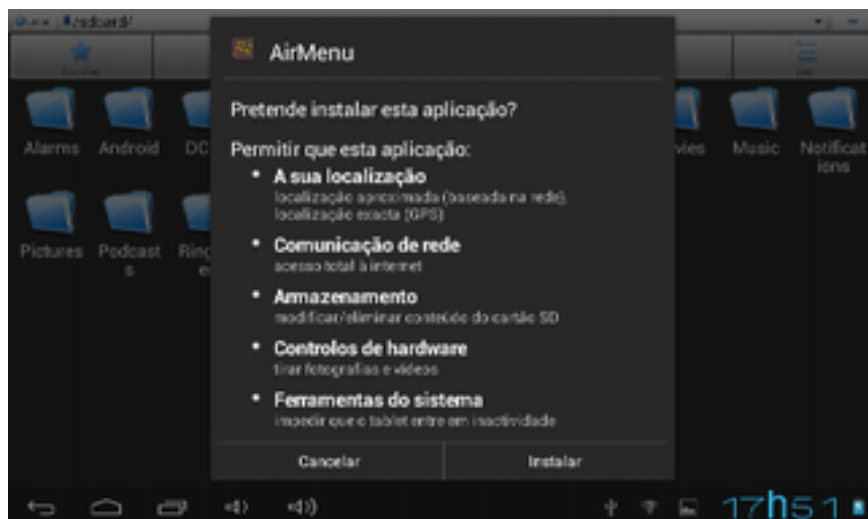 /sdcard/
AirMenu
Pretende instalar esta aplicação?
Permitir que esta aplicação:
• A sua localização
localização aproximada (baseada na rede),
localização exacta (GPS)
• Comunicação de rede
acesso total à internet
• Armazenamento
modificar/eliminar conteúdo do cartão SD
• Controlos de hardware
tirar fotografias e vídeos
• Ferramentas do sistema
impedir que o tablet entre em inactividade
Cancelar Instalar
Alarms Android DC vies Music Notificat
ions
Pictures Podcast Ring
s e
17h51